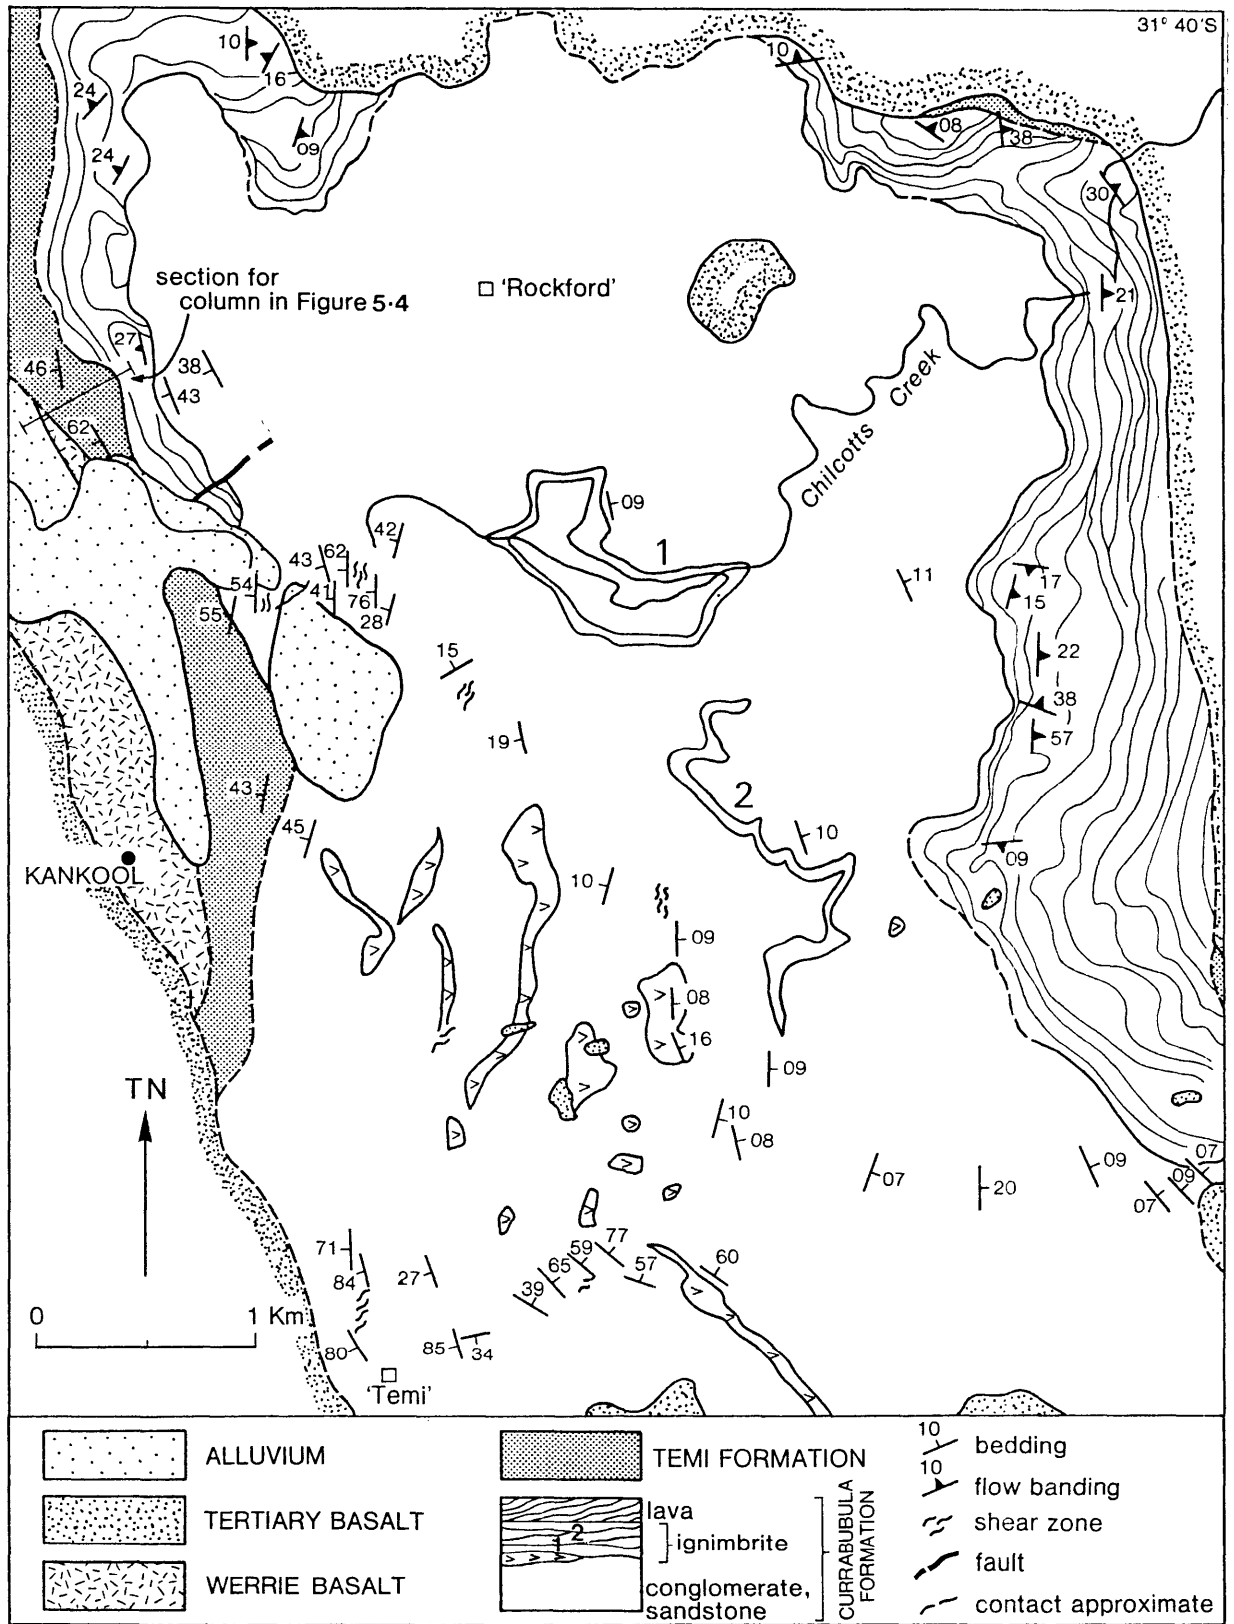 31° 40'S
10
16
10
24
09
08
38
24
30
section for
column in Figure 5·4
'Rockford'
21
27
46
38
43
Chilcotts Creek
62
09
42
1
43
62
54
41
76
55
28
11
17
15
15
22
38
19
57
43
2
45
10
09
KANKOOL
10
09
08
16
09
TN
10
08
07
09
07
09
07
20
71
84
27
59
77
65
57
60
39
0 1 Km
80
85
34
'Temi'
ALLUVIUM
TERTIARY BASALT
WERRIE BASALT
TEMI FORMATION
lava
2
1
ignimbrite
conglomerate,
sandstone
CURRABUBULA
FORMATION
10
bedding
10
flow banding
shear zone
fault
contact approximate